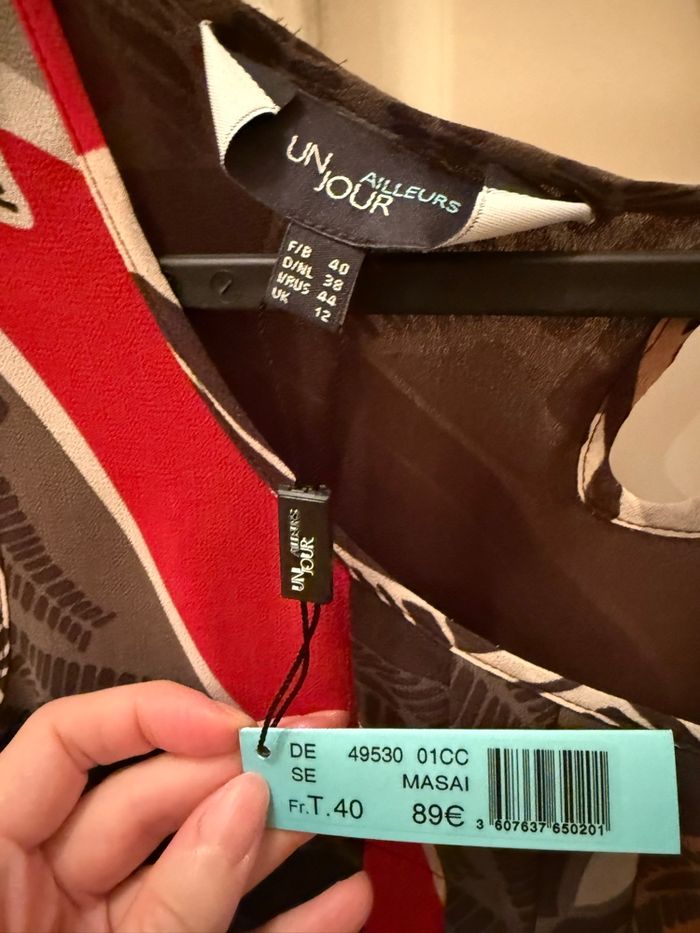 UN
JOUR
AILLEURS
F/B 40
D/NL 38
I/RUS 44
UK 12
UN
JOUR
AILLEURS
DE 49530 01CC
SE MASAI
Fr.T.40 89€
3 607637 650201